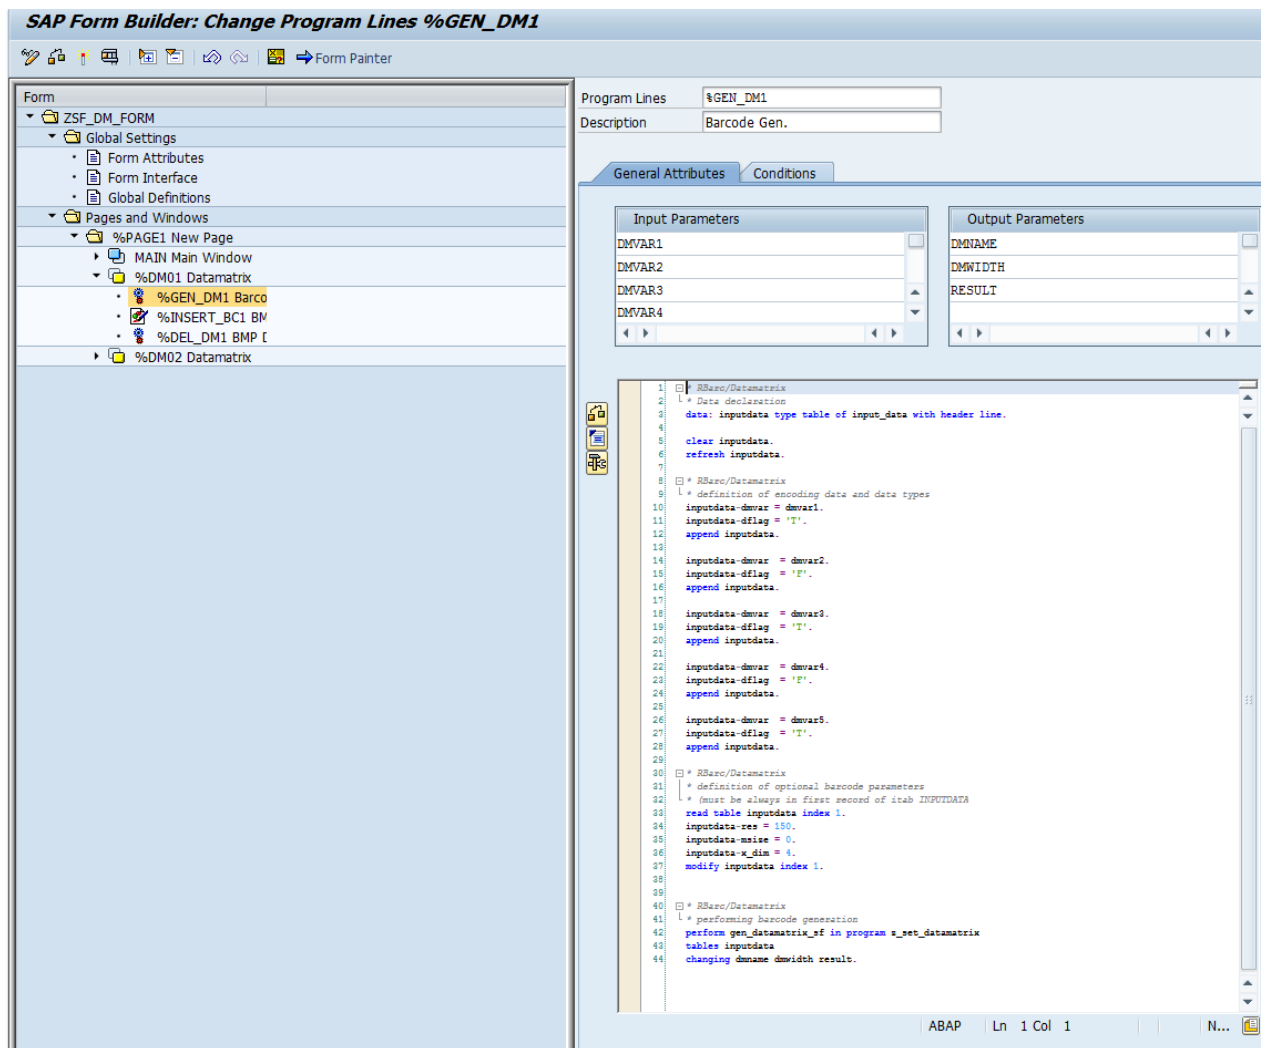 SAP Form Builder: Change Program Lines %GEN_DM1
Form Painter
Form
ZSF_DM_FORM
Global Settings
Form Attributes
Form Interface
Global Definitions
Pages and Windows
%PAGE1 New Page
MAIN Main Window
%DM01 Datamatrix
%GEN_DM1 Barco
%INSERT_BC1 BM
%DEL_DM1 BMP D
%DM02 Datamatrix
Program Lines %GEN_DM1
Description Barcode Gen.
General Attributes Conditions
Input Parameters
DMVAR1
DMVAR2
DMVAR3
DMVAR4
Output Parameters
DMNAME
DMWIDTH
RESULT
1 * RBarc/Datamatrix
2 * Data declaration
3 data: inputdata type table of input_data with header line.
4
5 clear inputdata.
6 refresh inputdata.
7
8 * RBarc/Datamatrix
9 * definition of encoding data and data types
10 inputdata-dmvar = dmvar1.
11 inputdata-dflag = 'T'.
12 append inputdata.
13
14 inputdata-dmvar = dmvar2.
15 inputdata-dflag = 'F'.
16 append inputdata.
17
18 inputdata-dmvar = dmvar3.
19 inputdata-dflag = 'T'.
20 append inputdata.
21
22 inputdata-dmvar = dmvar4.
23 inputdata-dflag = 'F'.
24 append inputdata.
25
26 inputdata-dmvar = dmvar5.
27 inputdata-dflag = 'T'.
28 append inputdata.
29
30 * RBarc/Datamatrix
31 * definition of optional barcode parameters
32 * (must be always in first record of itab INPUTDATA
33 read table inputdata index 1.
34 inputdata-res = 150.
35 inputdata-msize = 0.
36 inputdata-x_dim = 4.
37 modify inputdata index 1.
38
39
40 * RBarc/Datamatrix
41 * performing barcode generation
42 perform gen_datamatrix_sf in program z_set_datamatrix
43 tables inputdata
44 changing dmname dmwidth result.
ABAP Ln 1 Col 1 N...